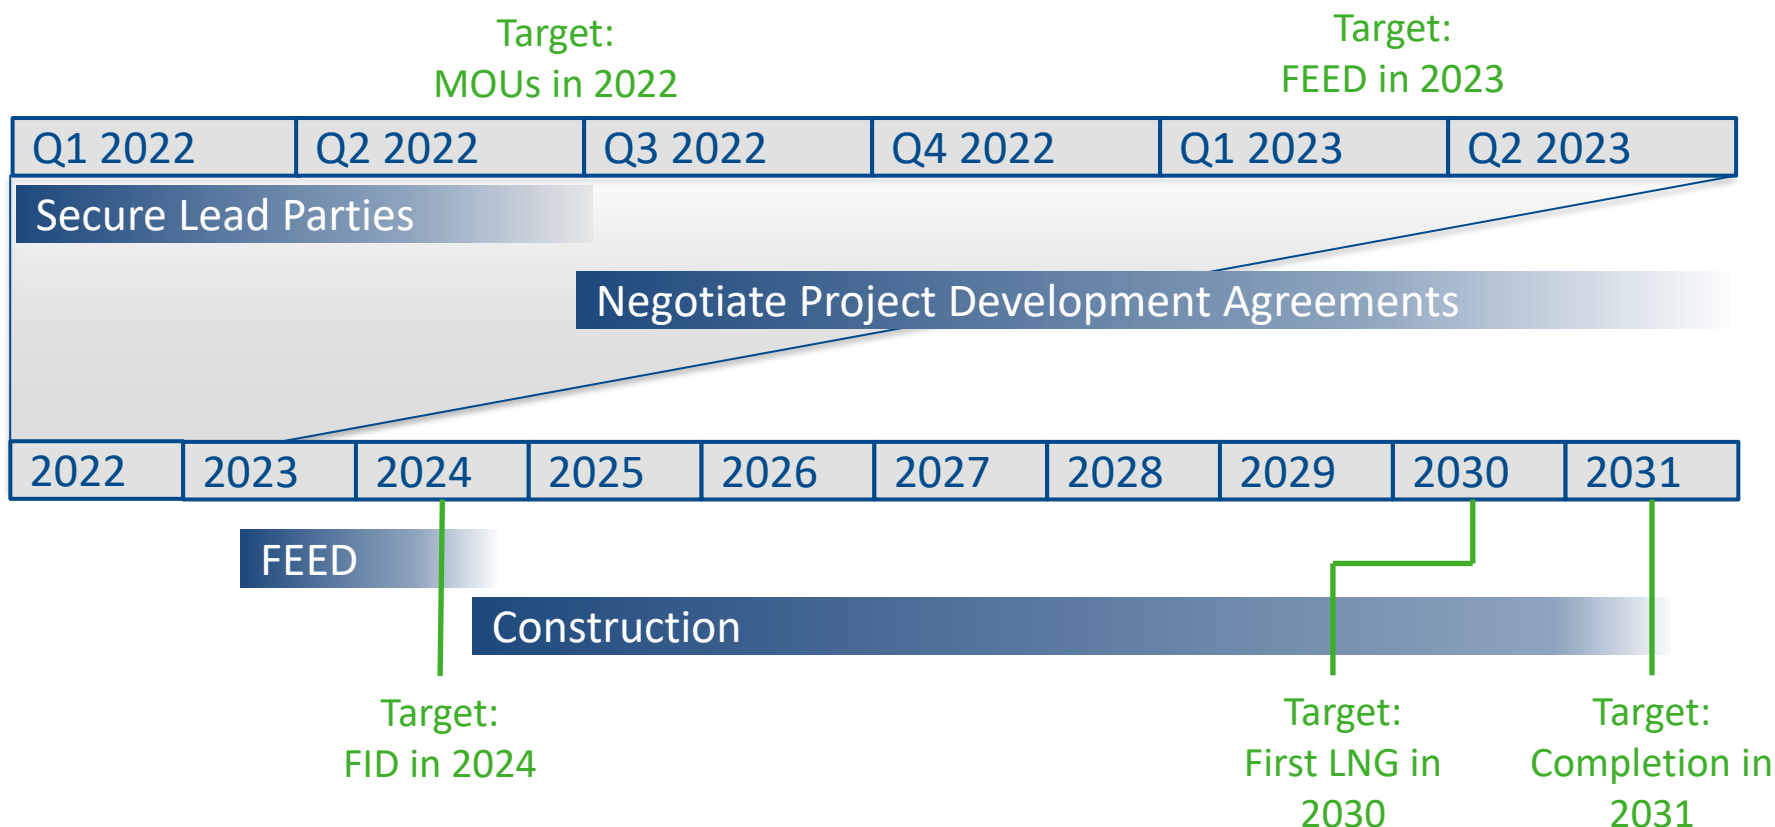 Target:
MOUs in 2022
Target:
FEED in 2023
Q1 2022
Q2 2022
Q3 2022
Q4 2022
Q1 2023
Q2 2023
Secure Lead Parties
Negotiate Project Development Agreements
2022
2023
2024
2025
2026
2027
2028
2029
2030
2031
FEED
Construction
Target:
FID in 2024
Target:
First LNG in
2030
Target:
Completion in
2031